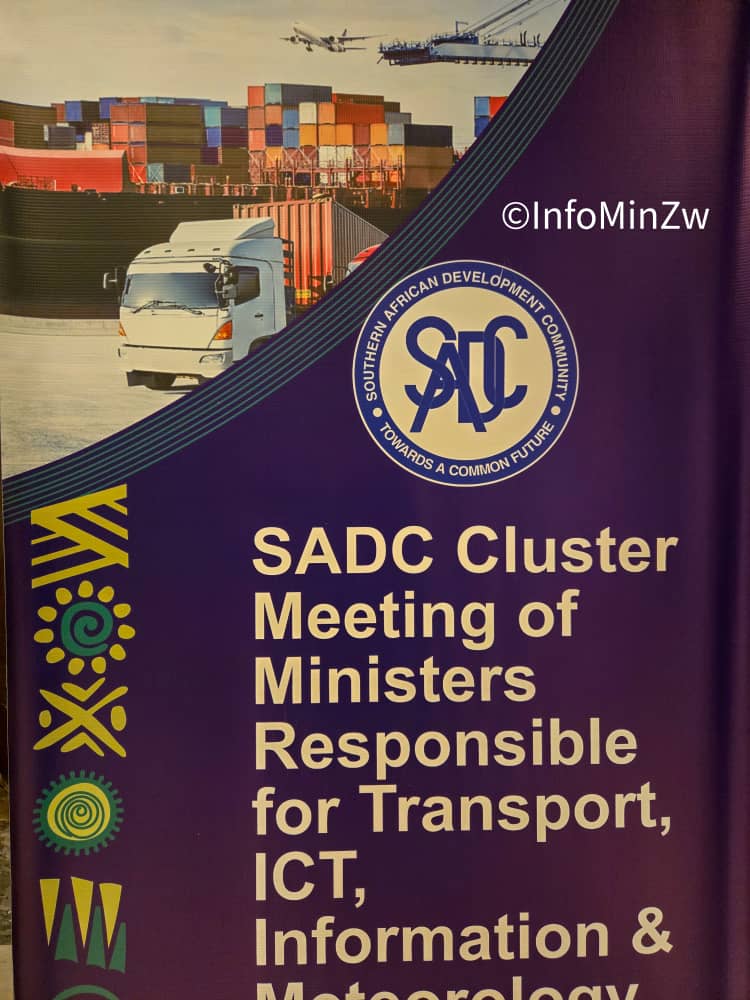 ©InfoMinZw
SOUTHERN AFRICAN DEVELOPMENT COMMUNITY
SADC
TOWARDS A COMMON FUTURE
SADC Cluster
Meeting of
Ministers
Responsible
for Transport,
ICT,
Information &
Meteorology